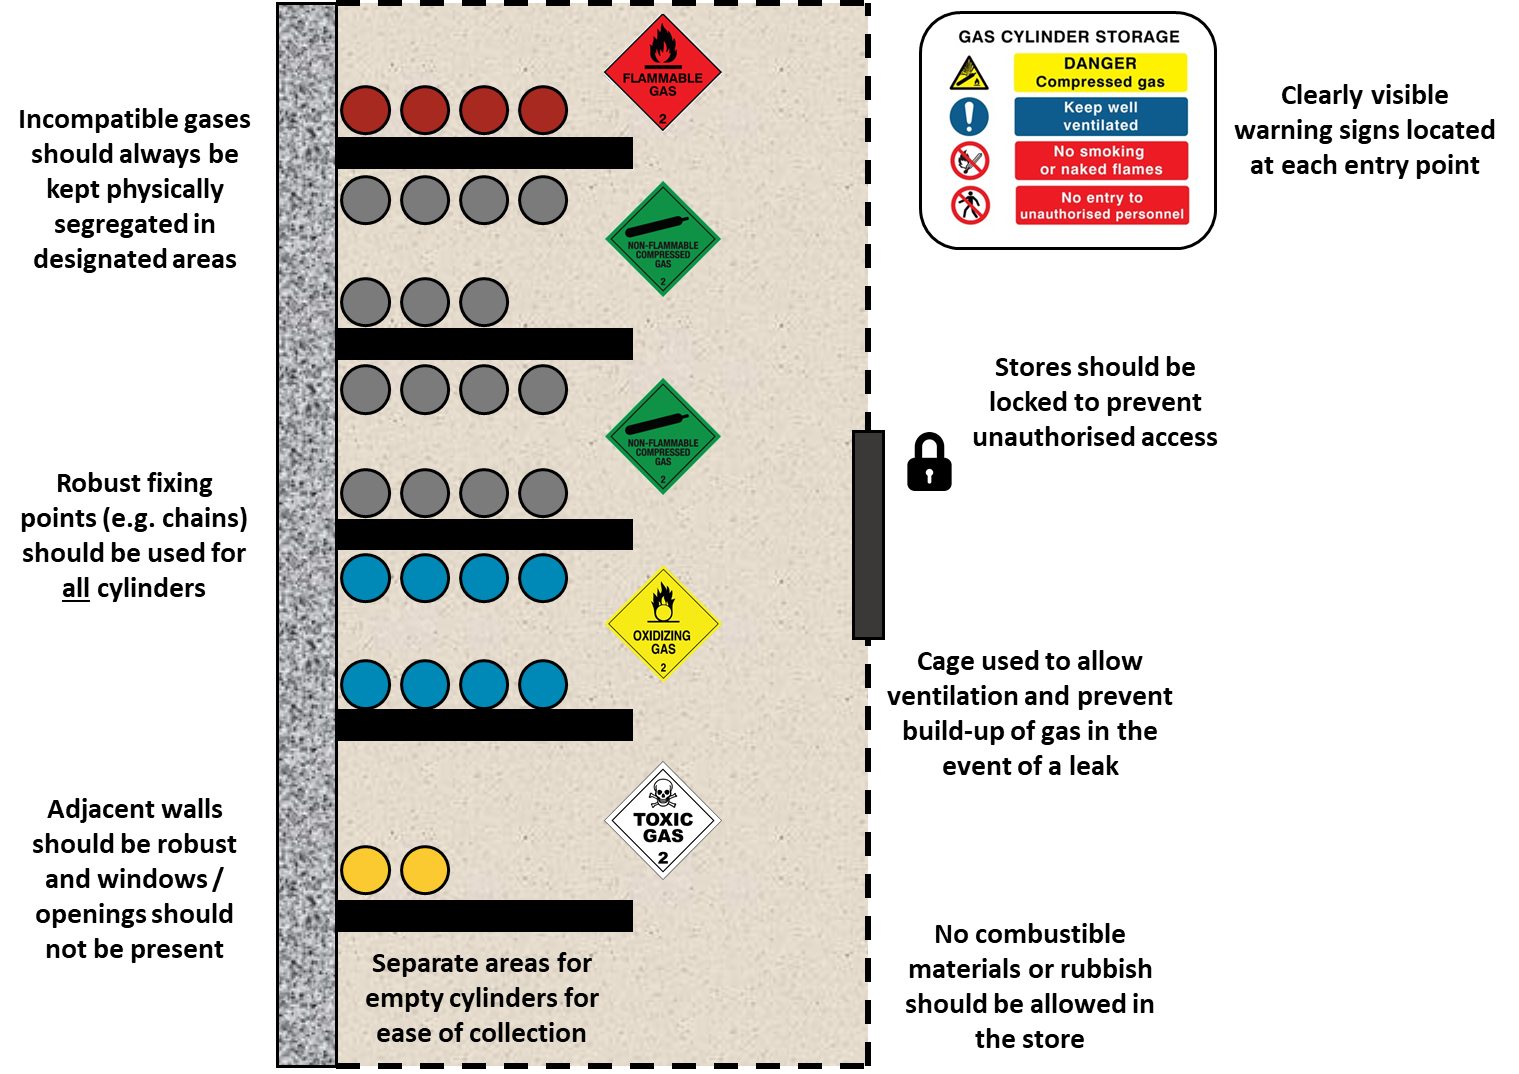 Incompatible gases
should always be
kept physically
segregated in
designated areas
Robust fixing
points (e.g. chains)
should be used for
all cylinders
Adjacent walls
should be robust
and windows /
openings should
not be present
FLAMMABLE
GAS
2
NON-FLAMMABLE
COMPRESSED
GAS
2
NON-FLAMMABLE
COMPRESSED
GAS
2
OXIDIZING
GAS
2
TOXIC
GAS
2
Separate areas for
empty cylinders for
ease of collection
GAS CYLINDER STORAGE
DANGER
Compressed gas
Keep well
ventilated
No smoking
or naked flames
No entry to
unauthorised personnel
Clearly visible
warning signs located
at each entry point
Stores should be
locked to prevent
unauthorised access
Cage used to allow
ventilation and prevent
build-up of gas in the
event of a leak
No combustible
materials or rubbish
should be allowed in
the store